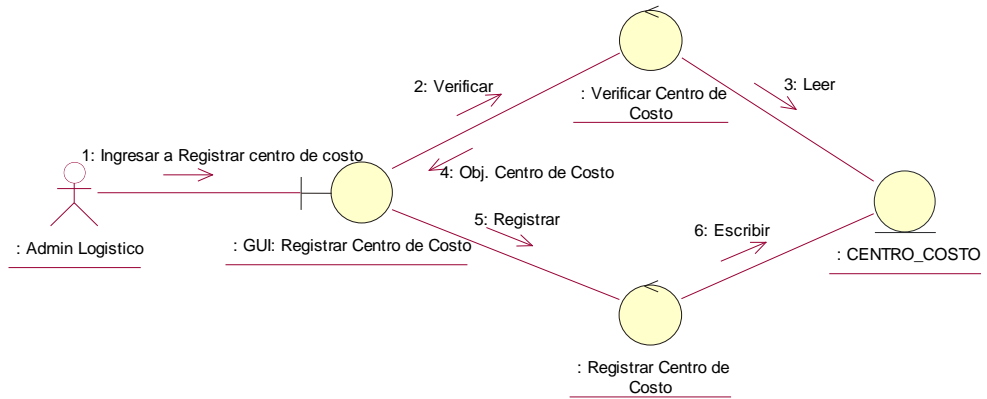 2: Verificar
: Verificar Centro de
Costo
3: Leer
1: Ingresar a Registrar centro de costo
4: Obj. Centro de Costo
: Admin Logistico
: GUI: Registrar Centro de Costo
5: Registrar
6: Escribir
: CENTRO_COSTO
: Registrar Centro de
Costo